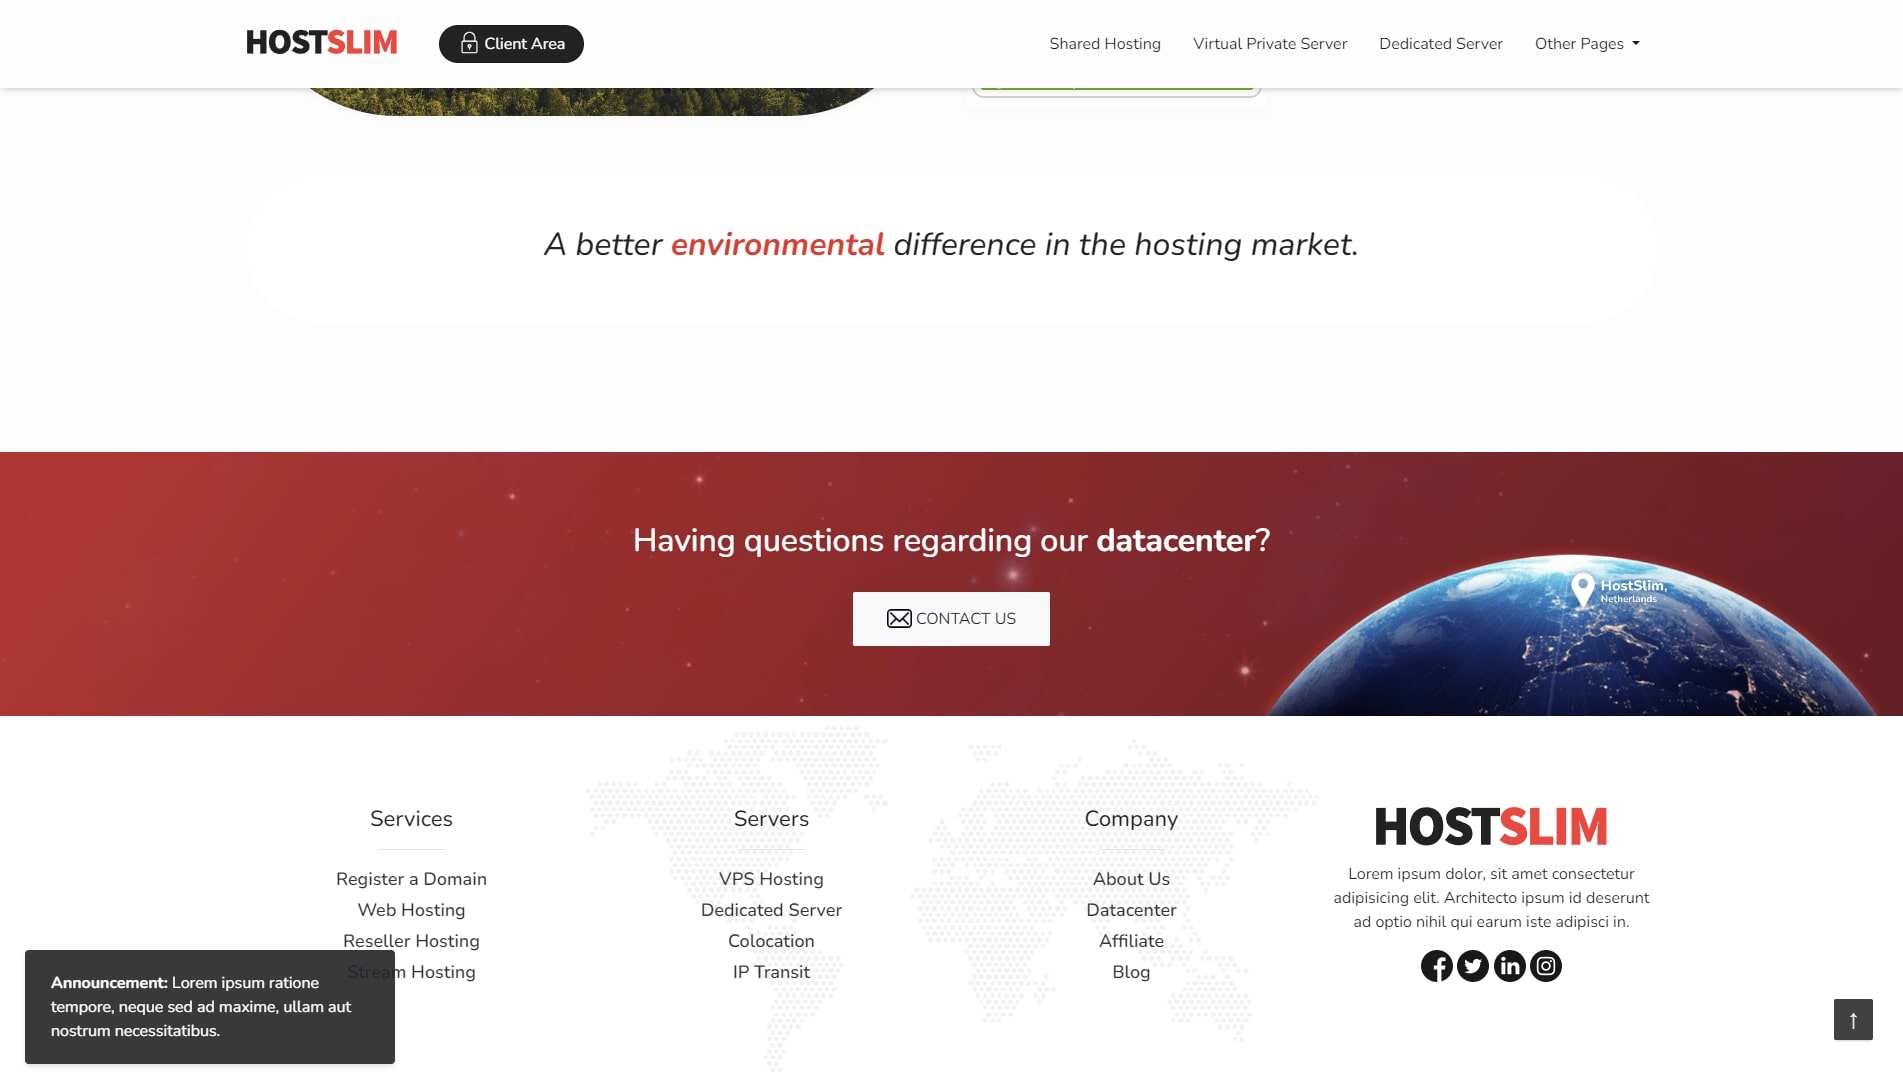 HOSTSLIM
Client Area
Shared Hosting
Virtual Private Server
Dedicated Server
Other Pages
A better environmental difference in the hosting market.
Having questions regarding our datacenter?
CONTACT US
HostSlim,
Netherlands
Services
Register a Domain
Web Hosting
Reseller Hosting
Stream Hosting
Servers
VPS Hosting
Dedicated Server
Colocation
IP Transit
Company
About Us
Datacenter
Affiliate
Blog
HOSTSLIM
Lorem ipsum dolor, sit amet consectetur
adipisicing elit. Architecto ipsum id deserunt
ad optio nihil qui earum iste adipisci in.
Announcement: Lorem ipsum ratione
tempore, neque sed ad maxime, ullam aut
nostrum necessitatibus.